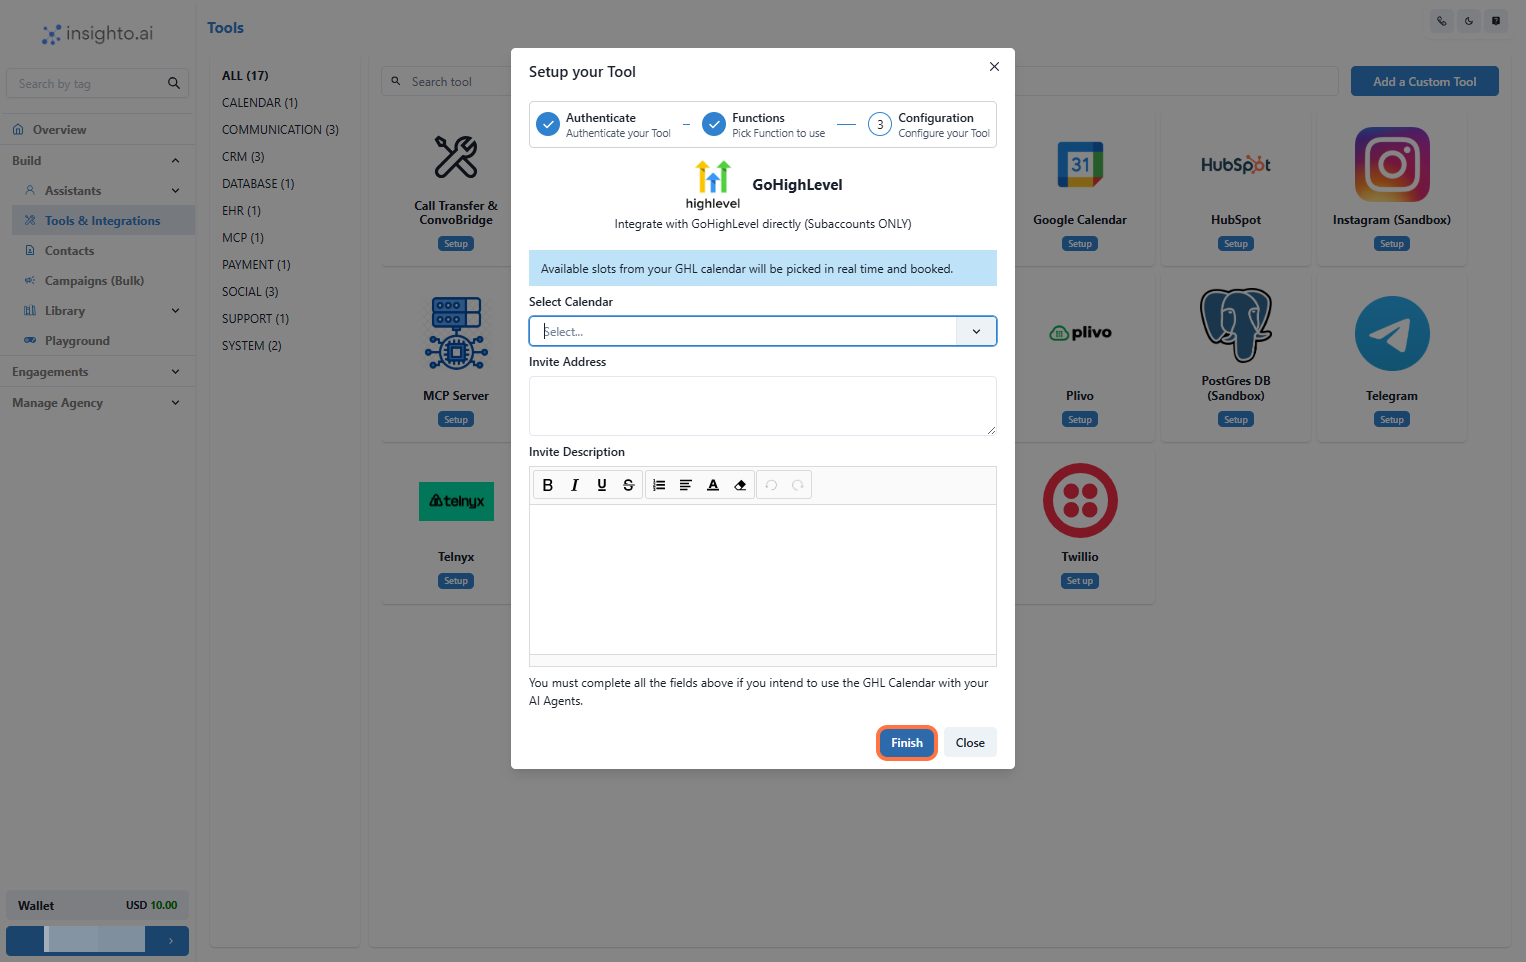 insighto.ai
Search by tag
Overview
Build
Assistants
Tools & Integrations
Contacts
Campaigns (Bulk)
Library
Playground
Engagements
Manage Agency
Wallet
USD 10.00
Tools
ALL (17)
CALENDAR (1)
COMMUNICATION (3)
CRM (3)
DATABASE (1)
EHR (1)
MCP (1)
PAYMENT (1)
SOCIAL (3)
SUPPORT (1)
SYSTEM (2)
Search tool
Add a Custom Tool
Call Transfer &
ConvoBridge
Setup
31
Google Calendar
Setup
HubSpot
HubSpot
Setup
Instagram (Sandbox)
Setup
MCP Server
Setup
plivo
Plivo
Setup
PostGres DB
(Sandbox)
Setup
Telegram
Setup
telnyx
Telnyx
Setup
Twillio
Set up
Setup your Tool
Authenticate
Authenticate your Tool
Functions
Pick Function to use
3
Configuration
Configure your Tool
highlevel
GoHighLevel
Integrate with GoHighLevel directly (Subaccounts ONLY)
Available slots from your GHL calendar will be picked in real time and booked.
Select Calendar
Select...
Invite Address
Invite Description
B I U S A
You must complete all the fields above if you intend to use the GHL Calendar with your
AI Agents.
Finish
Close